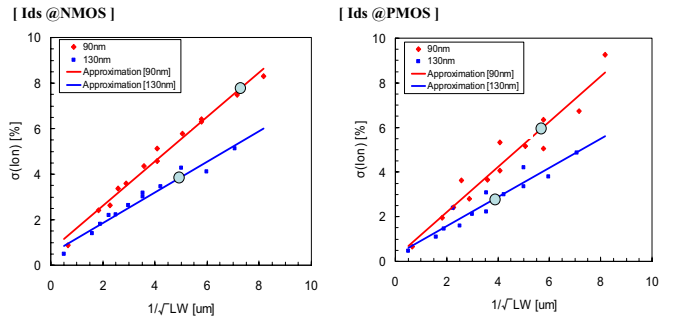 [ Ids @NMOS ]
10
8
6
4
2
0
σ(Ion) [%]
90nm
130nm
Approximation [90nm]
Approximation [130nm]
0 2 4 6 8 10
1/√LW [um]
[ Ids @PMOS ]
10
8
6
4
2
0
σ(Ion) [%]
90nm
130nm
Approximation [90nm]
Approximation [130nm]
0 2 4 6 8 10
1/√LW [um]